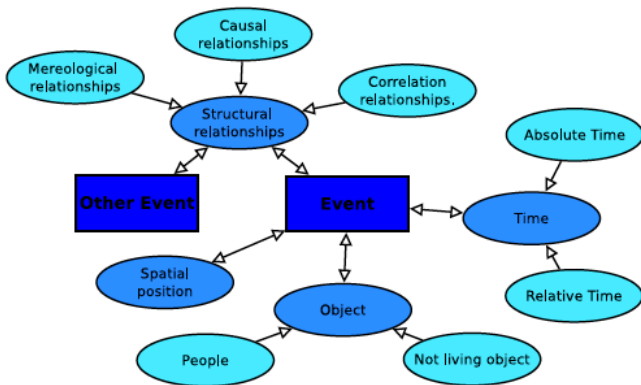 Causal
relationships
Mereological
relationships
Correlation
relationships.
Structural
relationships
Absolute Time
Other Event
Event
Time
Spatial
position
Object
Relative Time
People
Not living object